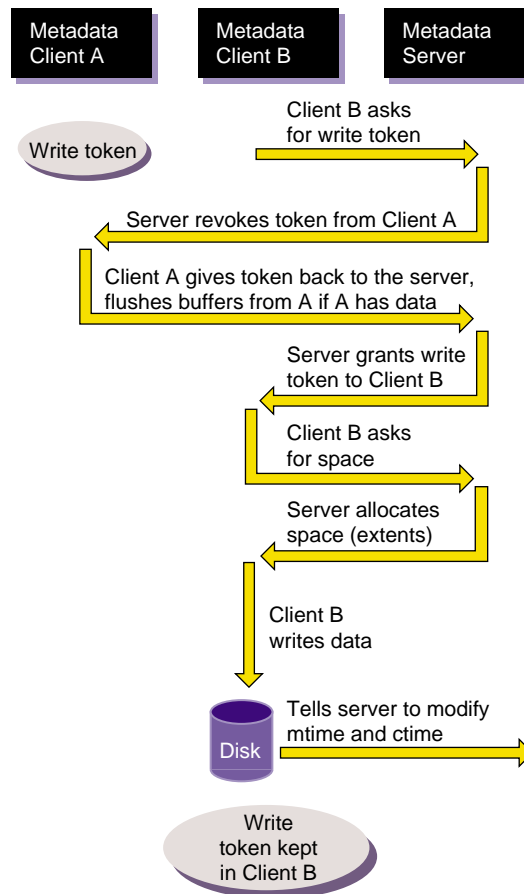 Metadata
Client A
Metadata
Client B
Metadata
Server
Client B asks
for write token
Write token
Server revokes token from Client A
Client A gives token back to the server,
flushes buffers from A if A has data
Server grants write
token to Client B
Client B asks
for space
Server allocates
space (extents)
Client B
writes data
Tells server to modify
mtime and ctime
Disk
Write
token kept
in Client B